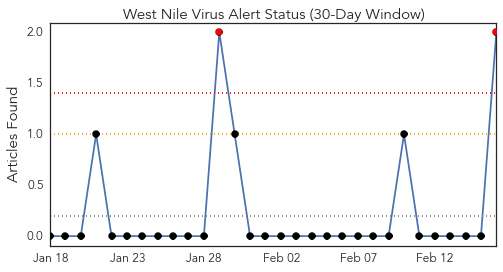 West Nile Virus Alert Status (30-Day Window)
Articles Found
2.0
1.5
1.0
0.5
0.0
Jan 18 Jan 23 Jan 28 Feb 02 Feb 07 Feb 12